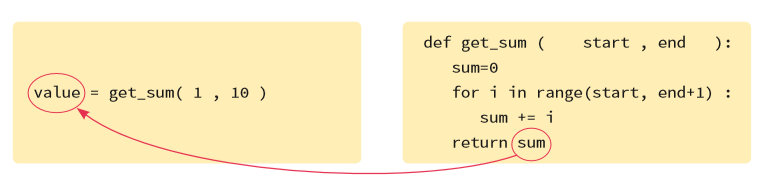 value = get_sum( 1 , 10 )
def get_sum (    start , end   ):
   sum=0
   for i in range(start, end+1) :
      sum += i
   return sum